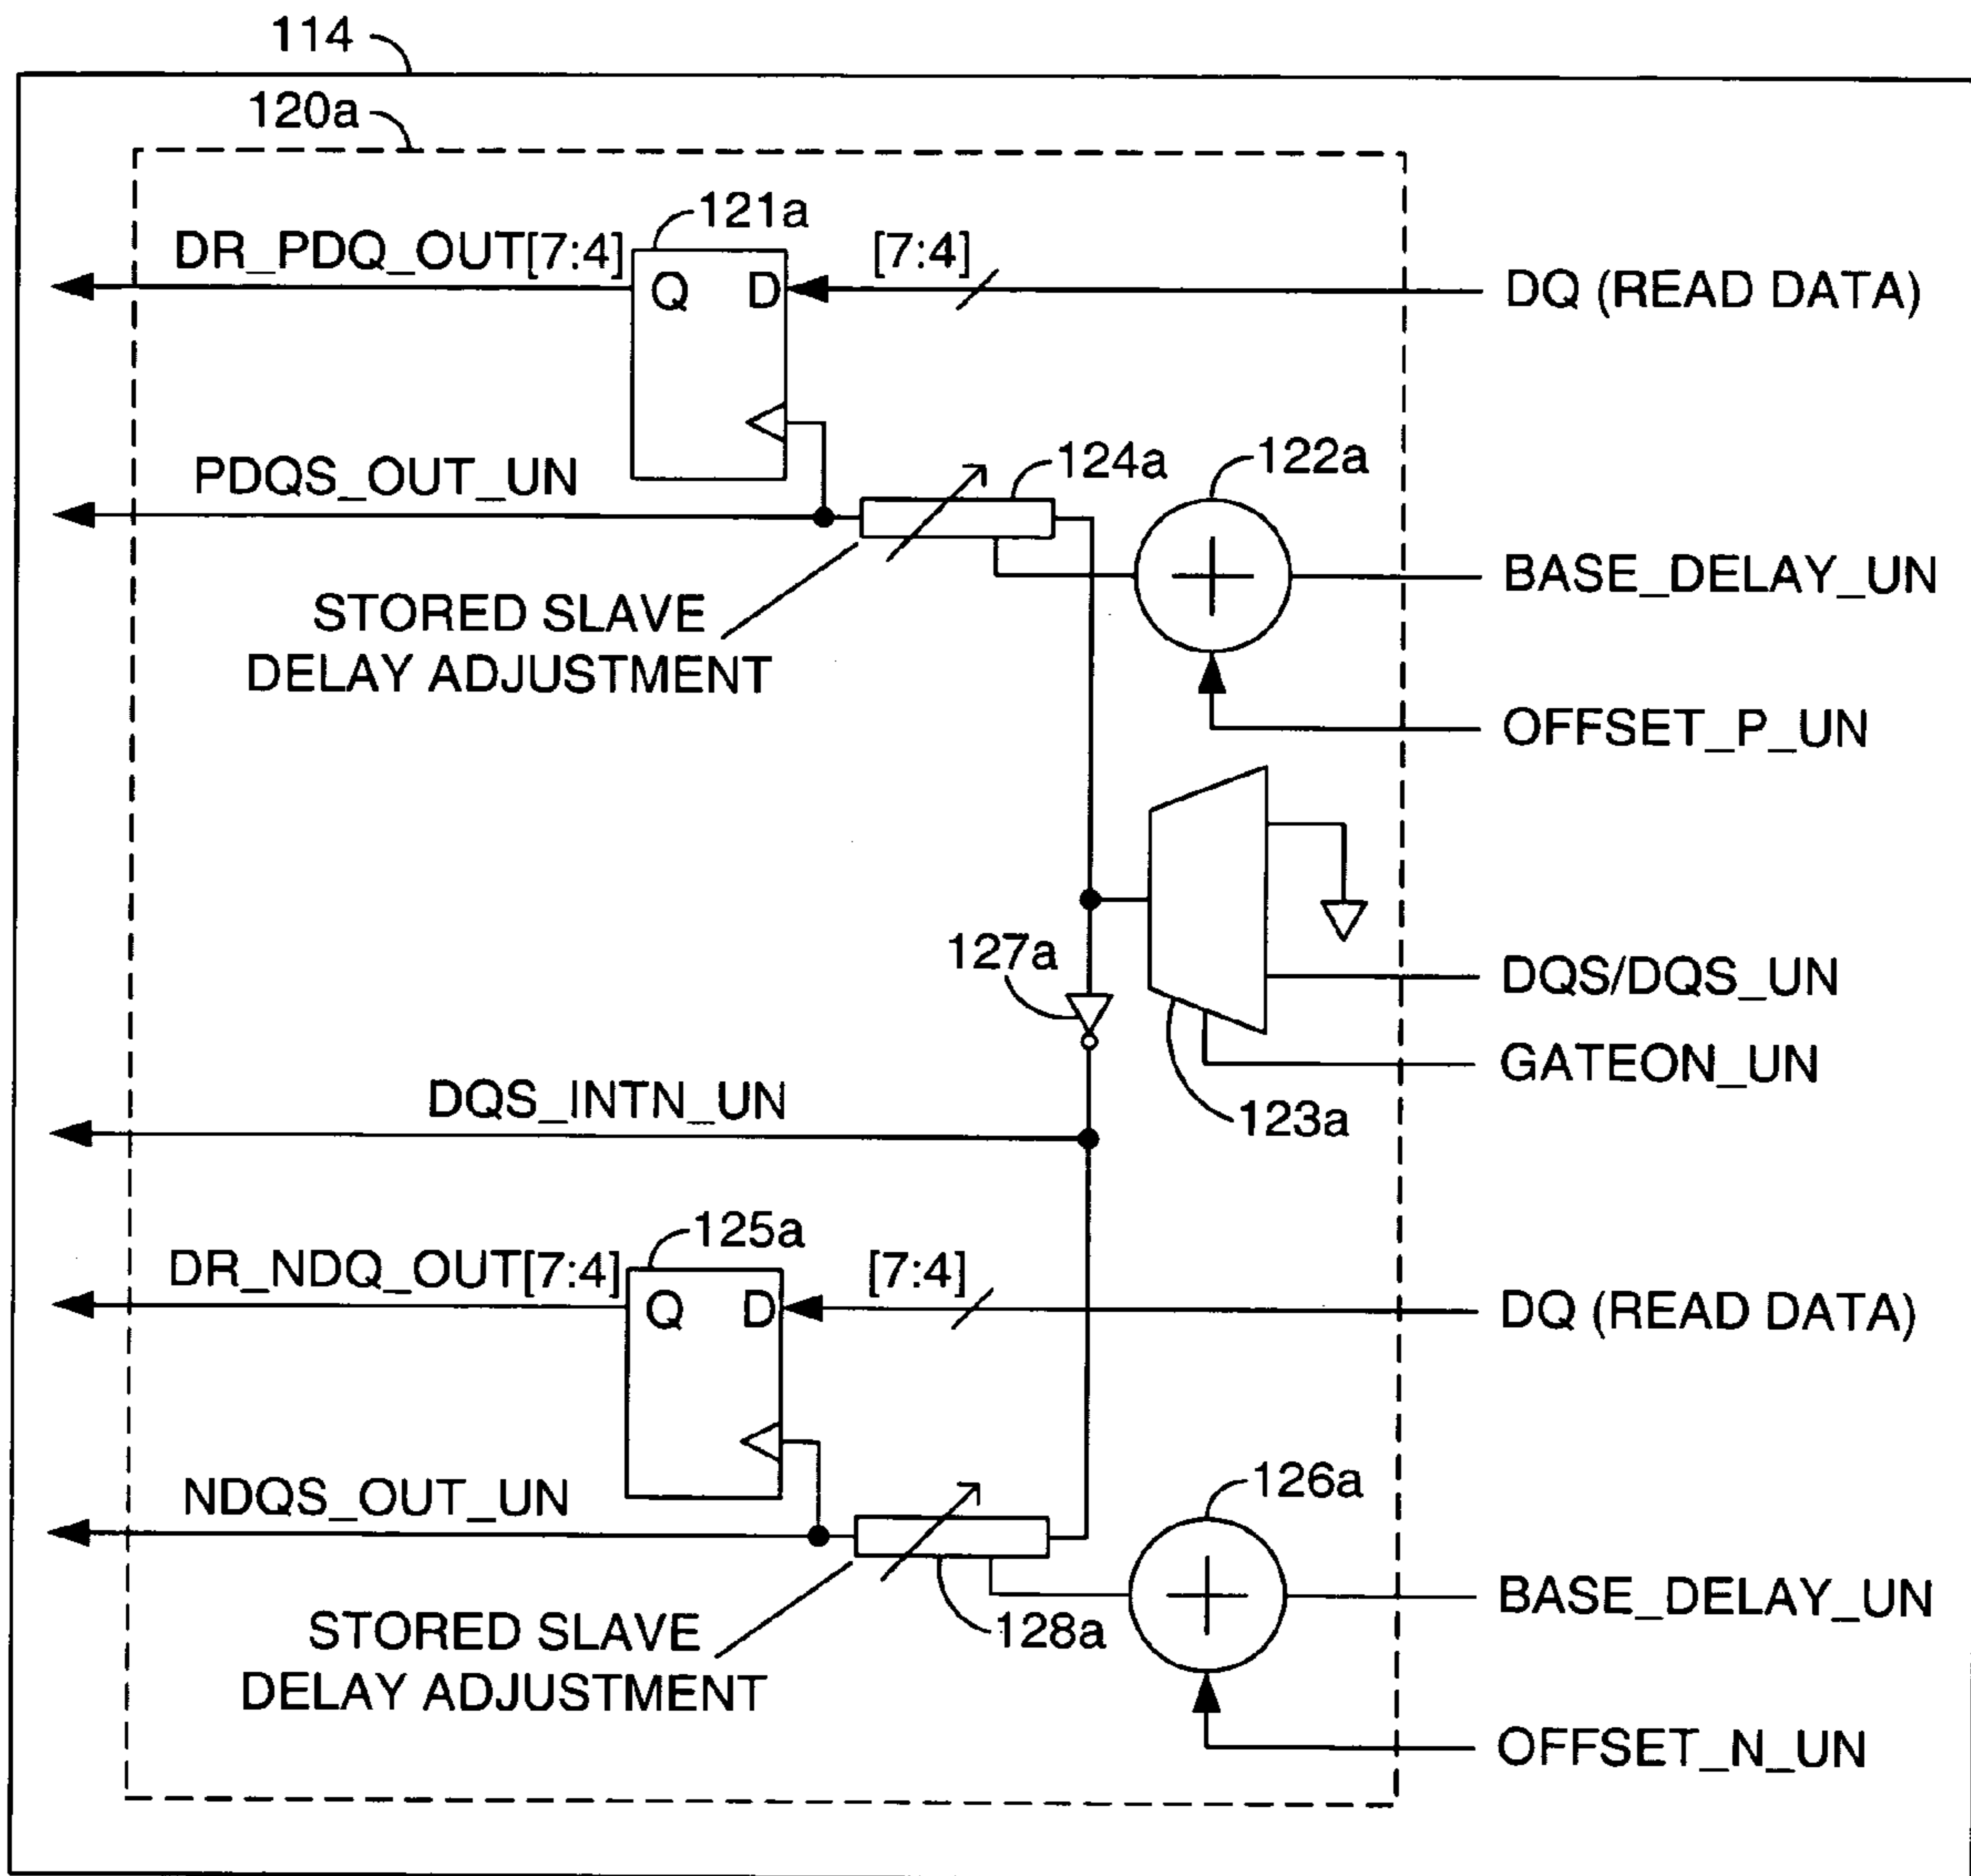 114
120a
121a
DR_PDQ_OUT[7:4]
[7:4]
Q
D
DQ (READ DATA)
PDQS_OUT_UN
124a
122a
BASE_DELAY_UN
STORED SLAVE
DELAY ADJUSTMENT
OFFSET_P_UN
127a
DQS/DQS_UN
GATEON_UN
DQS_INTN_UN
123a
125a
DR_NDQ_OUT[7:4]
[7:4]
Q
D
DQ (READ DATA)
NDQS_OUT_UN
126a
BASE_DELAY_UN
STORED SLAVE
DELAY ADJUSTMENT
128a
OFFSET_N_UN